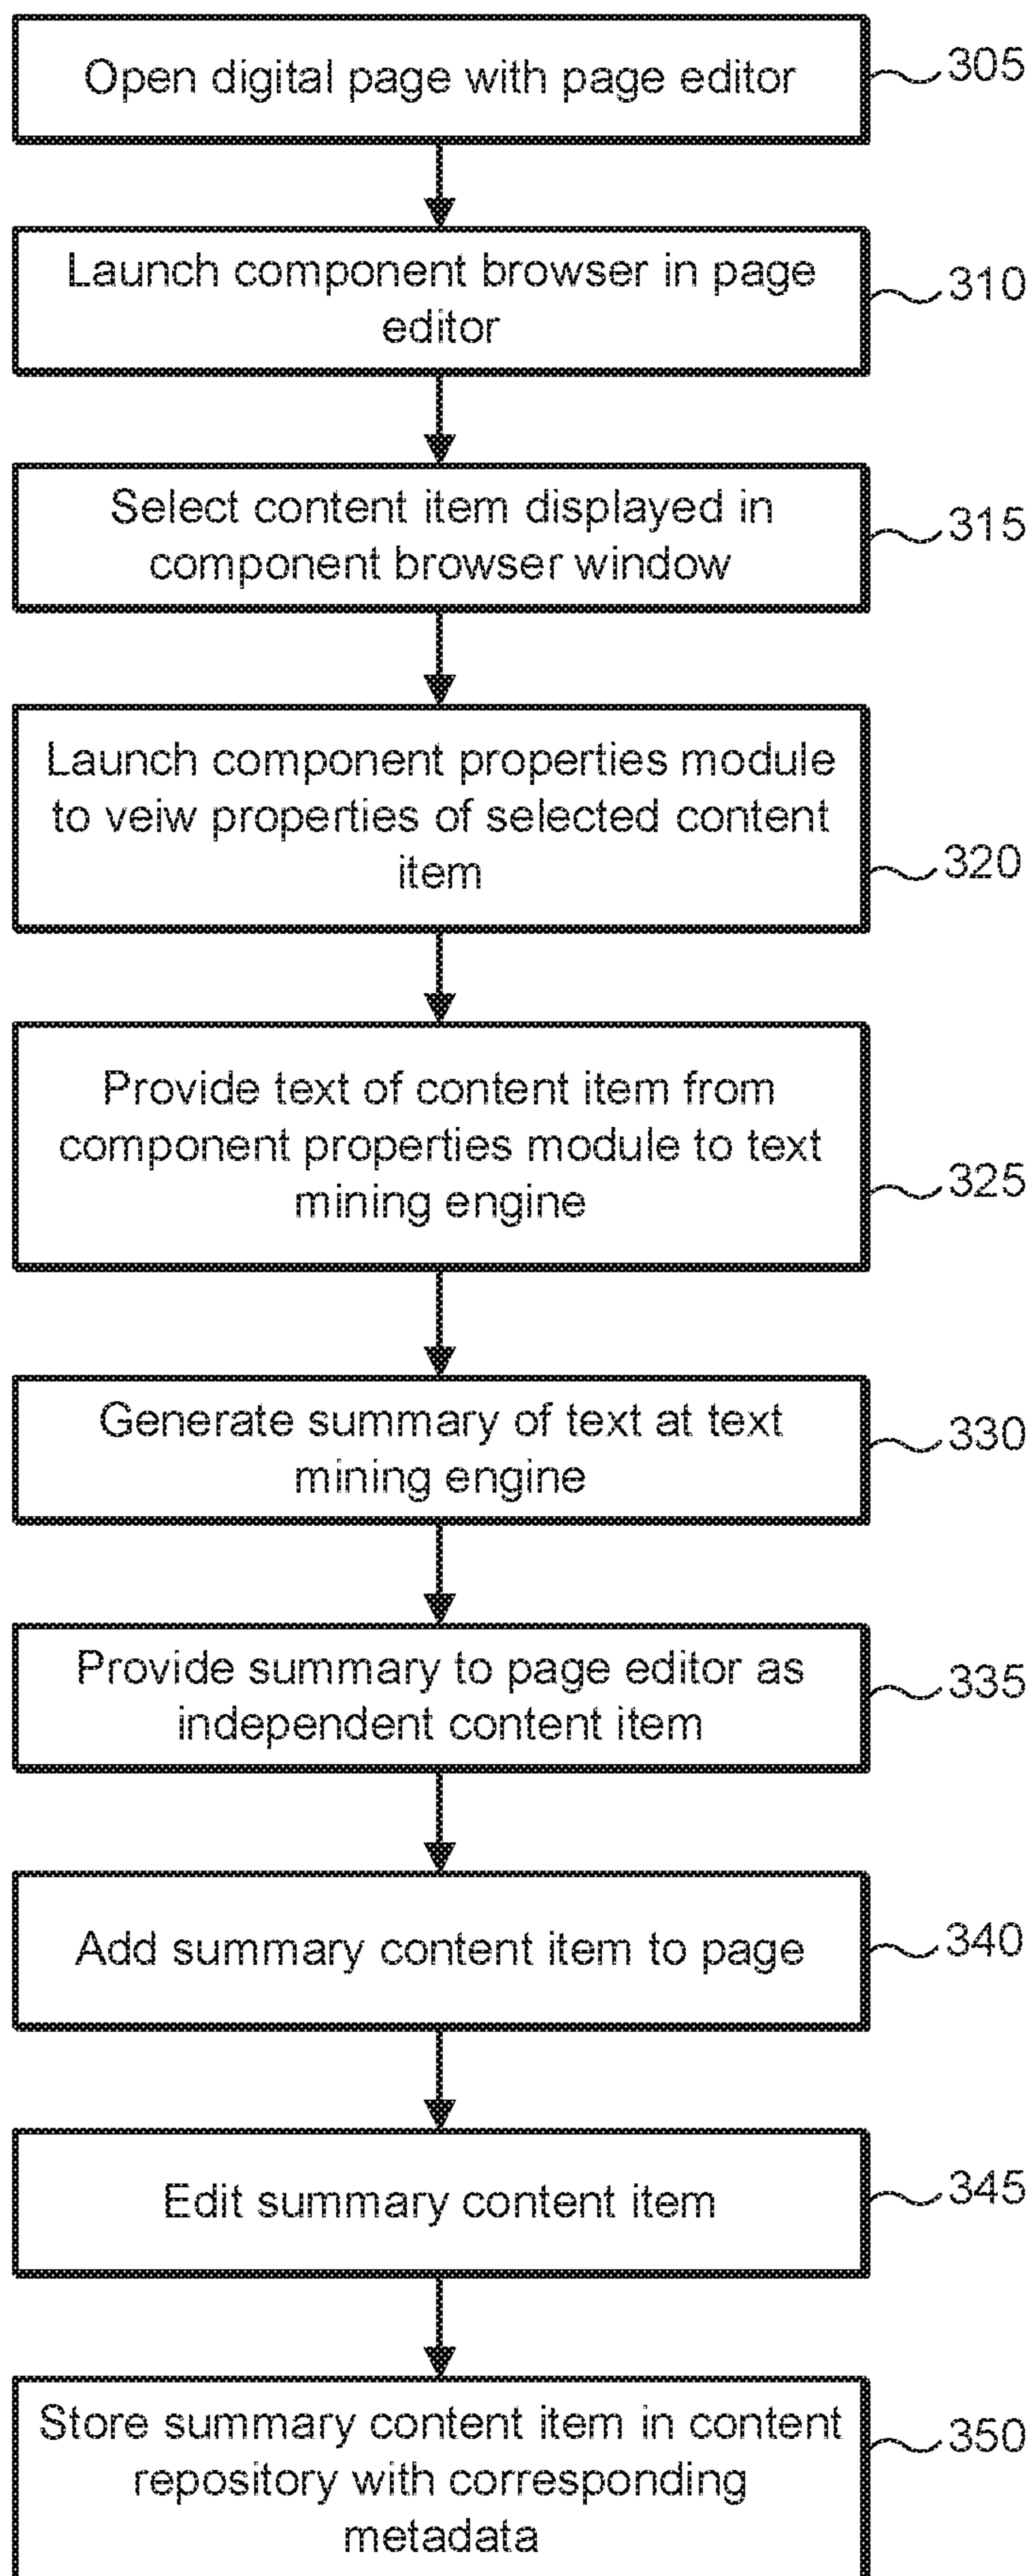 Open digital page with page editor
305
Launch component browser in page
editor
310
Select content item displayed in
component browser window
315
Launch component properties module
to veiw properties of selected content
item
320
Provide text of content item from
component properties module to text
mining engine
325
Generate summary of text at text
mining engine
330
Provide summary to page editor as
independent content item
335
Add summary content item to page
340
Edit summary content item
345
Store summary content item in content
repository with corresponding
metadata
350